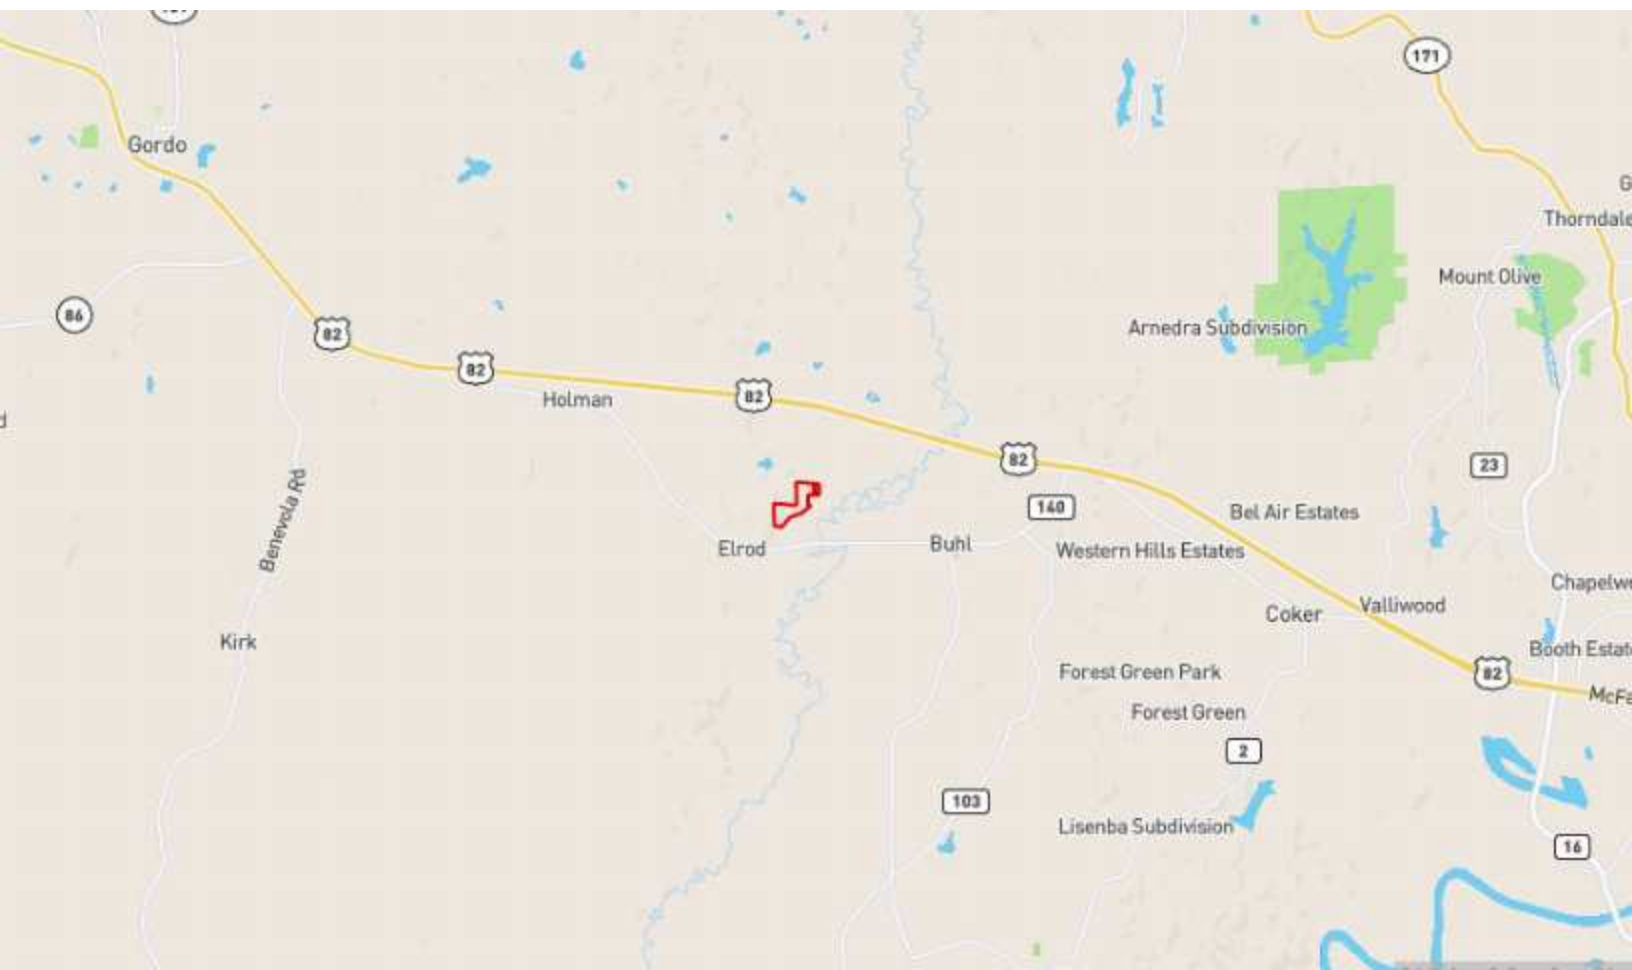 171
Gordo
G
Thorndale
Mount Olive
86
Arnedra Subdivision
82
82
82
Holman
d
82
23
Benevola Rd
140
Bel Air Estates
Elrod
Buhl
Western Hills Estates
Chapelwo
Valliwood
Coker
Kirk
Booth Estat
Forest Green Park
82
McFa
Forest Green
2
103
Lisenba Subdivision
16